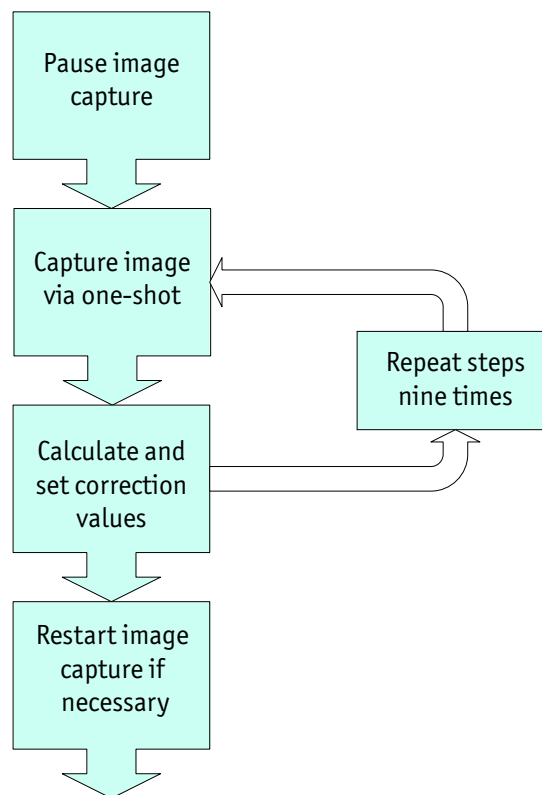 Pause image
capture
Capture image
via one-shot
Repeat steps
nine times
Calculate and
set correction
values
Restart image
capture if
necessary